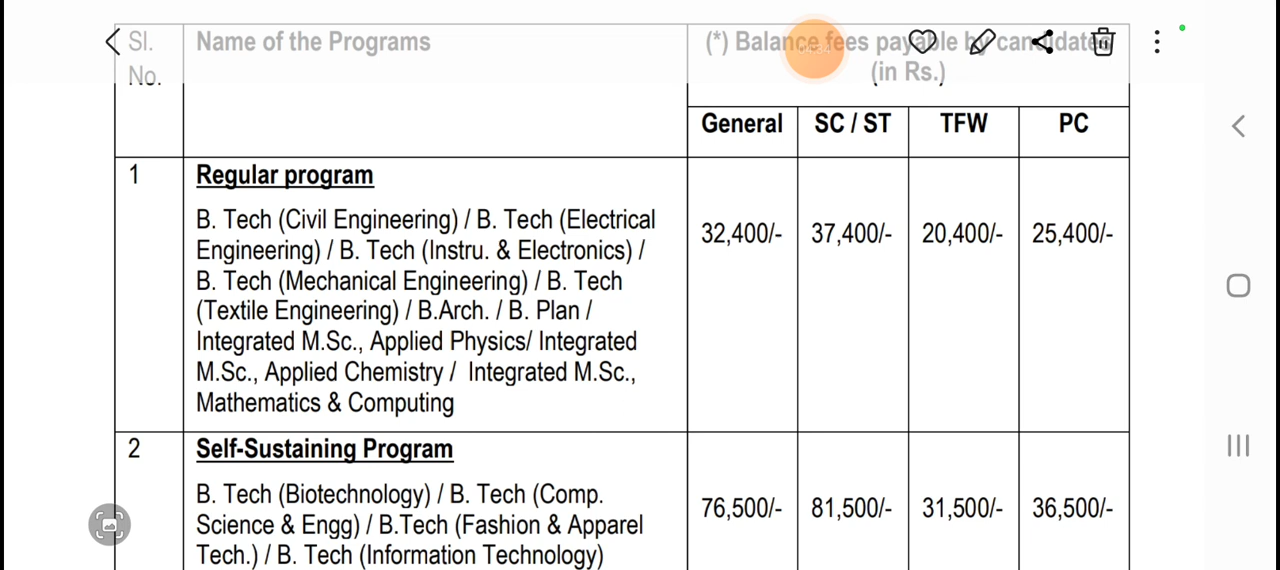 Sl.
No.
Name of the Programs
(*) Balance fees payable by candidates
(in Rs.)
General
SC / ST
TFW
PC
1
Regular program
B. Tech (Civil Engineering) / B. Tech (Electrical
Engineering) / B. Tech (Instru. & Electronics) /
B. Tech (Mechanical Engineering) / B. Tech
(Textile Engineering) / B.Arch. / B. Plan /
Integrated M.Sc., Applied Physics/ Integrated
M.Sc., Applied Chemistry / Integrated M.Sc.,
Mathematics & Computing
32,400/-
37,400/-
20,400/-
25,400/-
2
Self-Sustaining Program
B. Tech (Biotechnology) / B. Tech (Comp.
Science & Engg) / B.Tech (Fashion & Apparel
Tech.) / B. Tech (Information Technology)
76,500/-
81,500/-
31,500/-
36,500/-